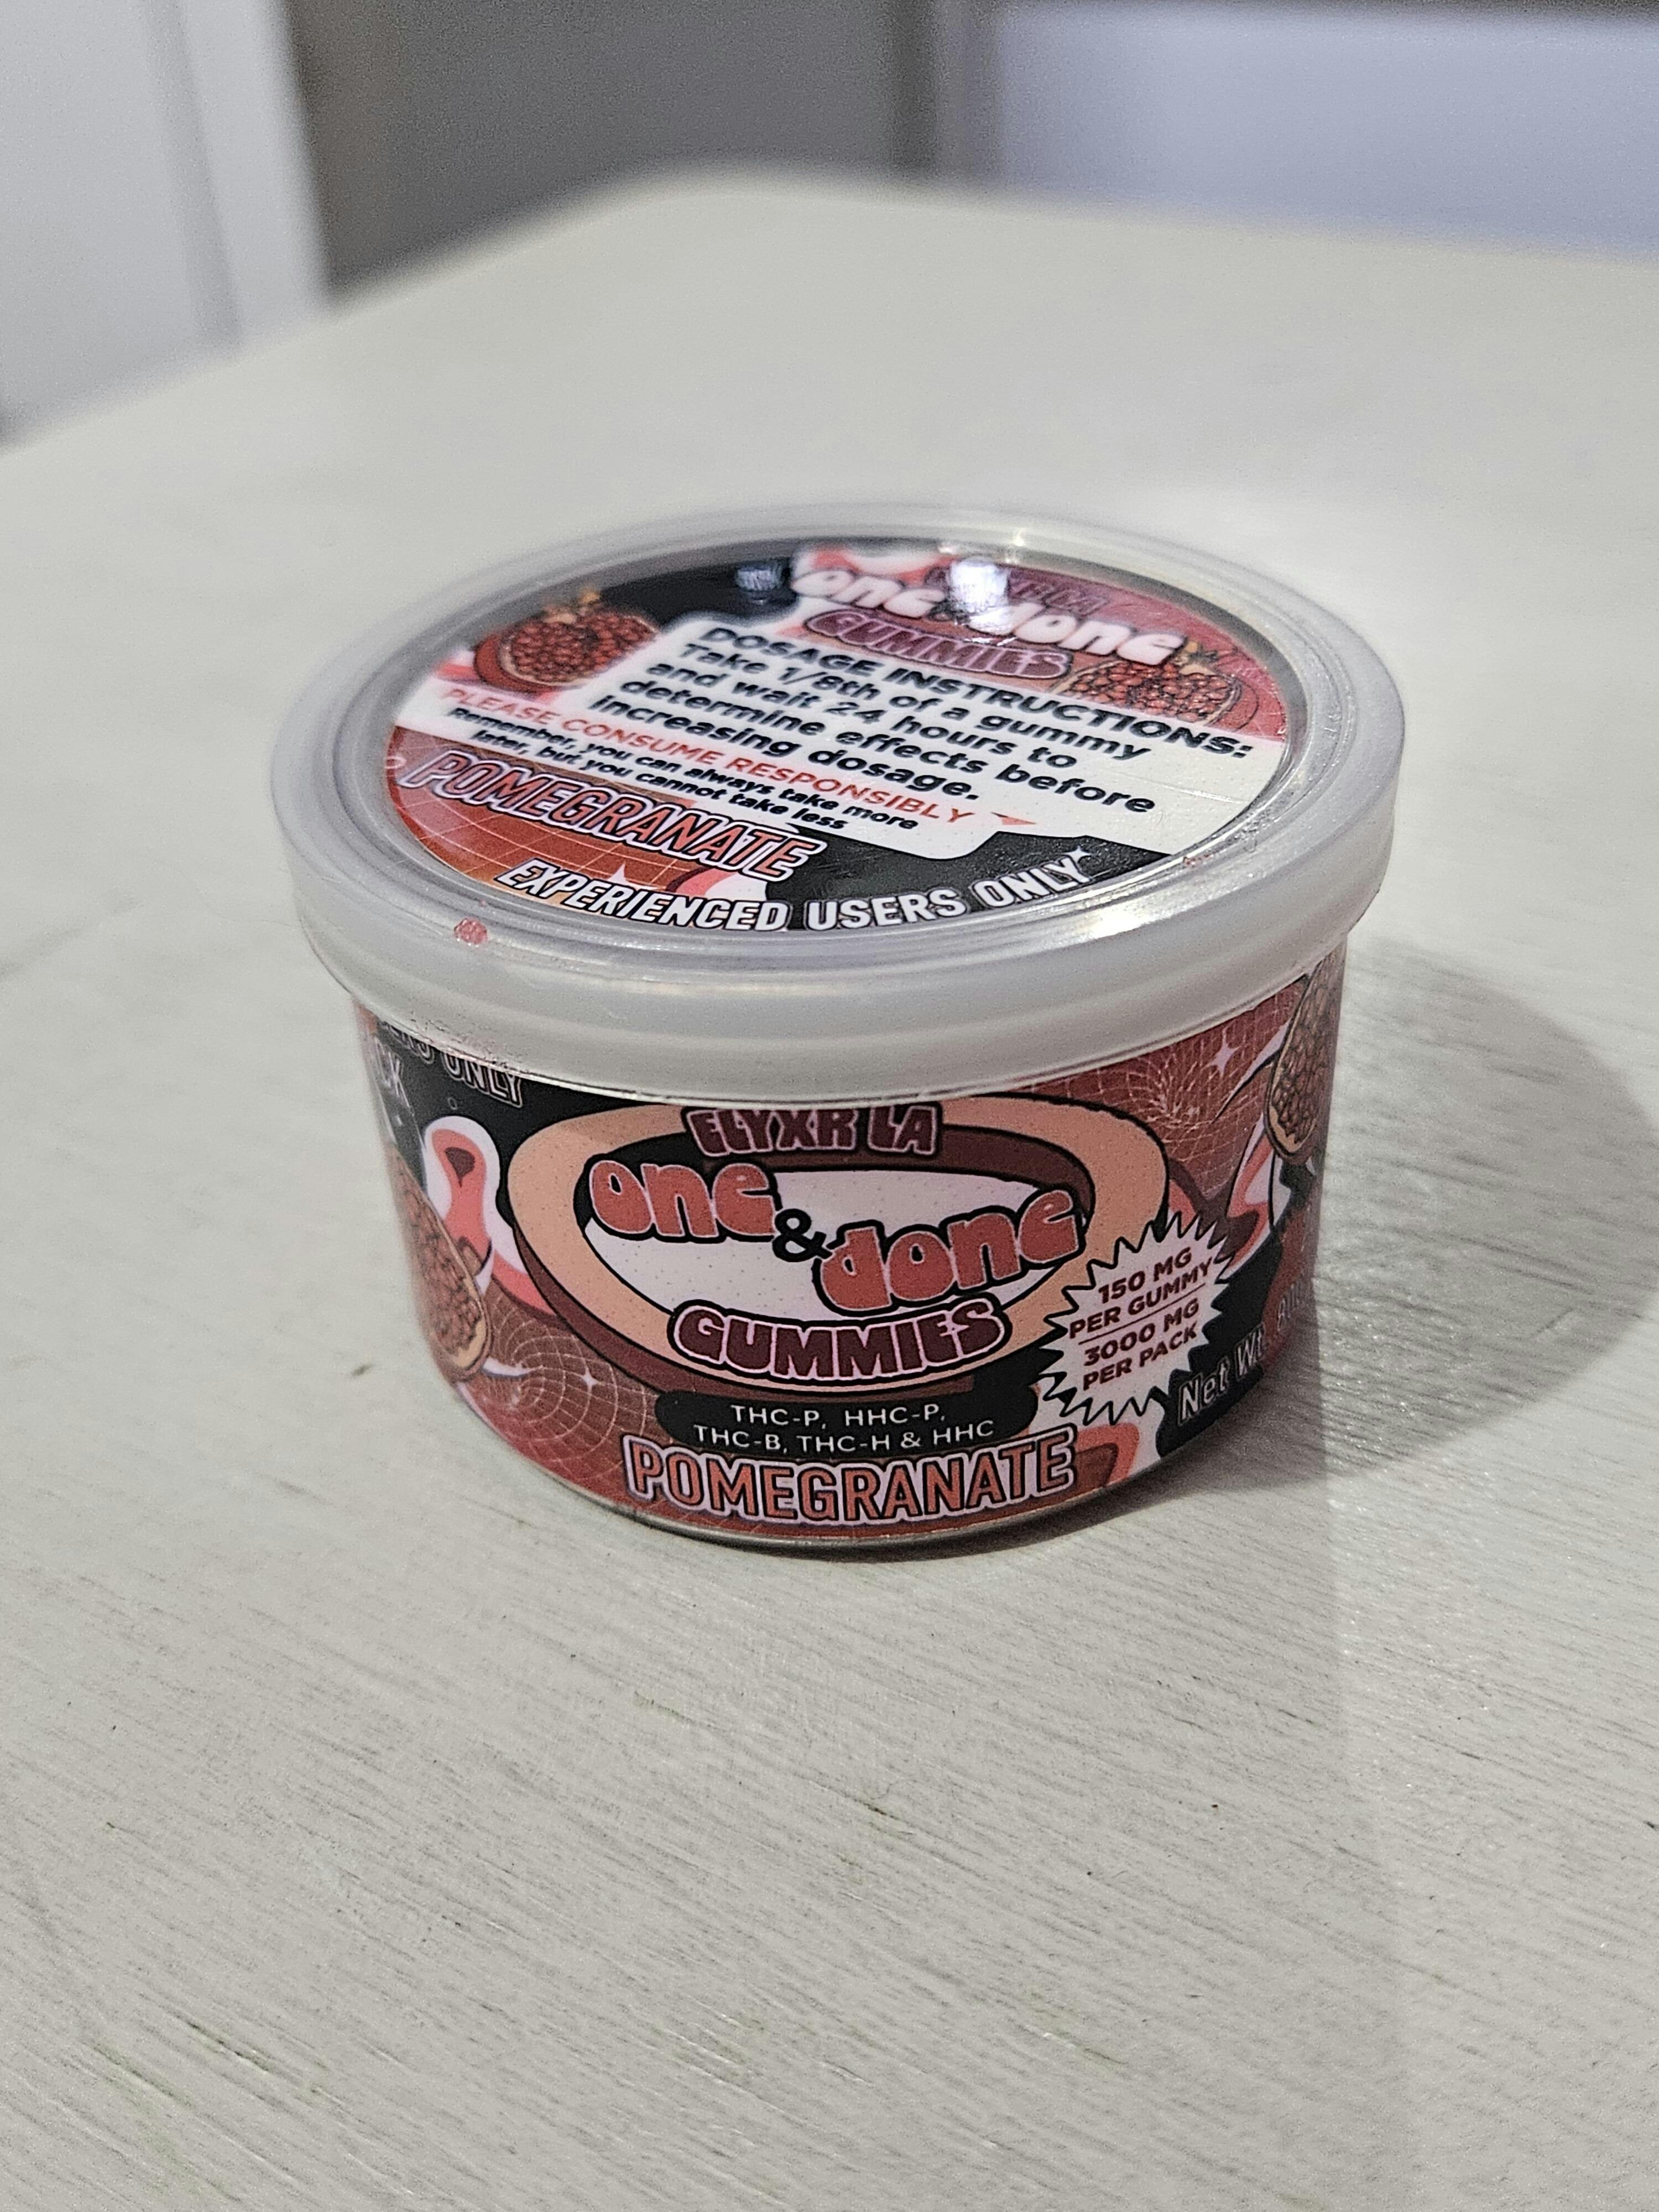 one & done
GUMMIES
DOSAGE INSTRUCTIONS:
Take 1/8th of a gummy
and wait 24 hours to
determine effects before
increasing dosage.
PLEASE CONSUME RESPONSIBLY
Remember, you can always take more
later, but you cannot take less
POMEGRANATE
EXPERIENCED USERS ONLY
ONLY
ELYXR LA
one
&
done
GUMMIES
150 MG
PER GUMMY
3000 MG
PER PACK
Net Wt
THC-P, HHC-P,
THC-B, THC-H & HHC
POMEGRANATE